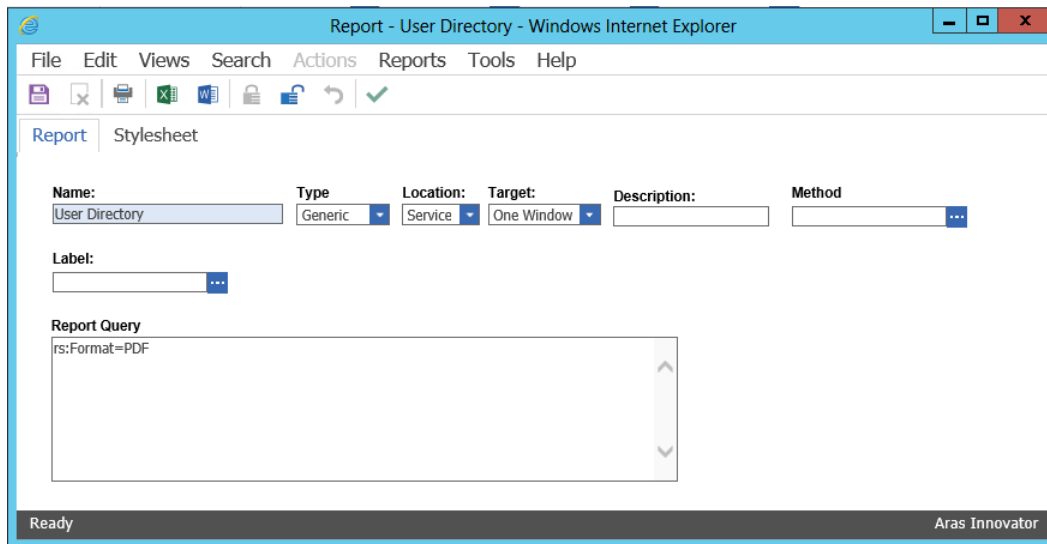 Report - User Directory - Windows Internet Explorer
File Edit Views Search Actions Reports Tools Help
Report Stylesheet
Name: Type Location: Target: Description: Method
User Directory Generic Service One Window
Label:
Report Query
rs:Format=PDF
Ready Aras Innovator